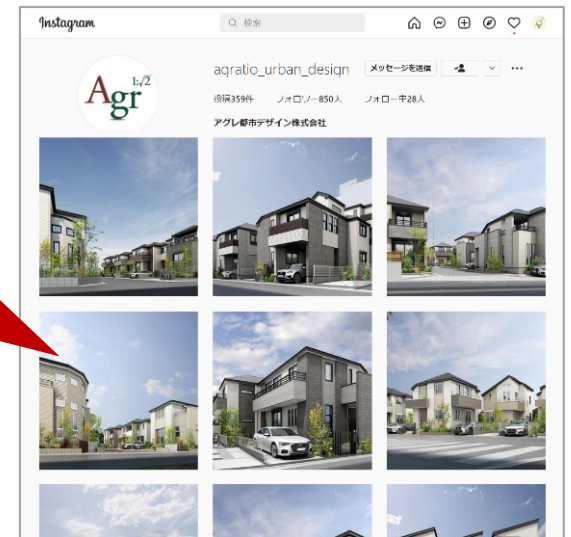 Instagram
検索
agratio_urban_design メッセージを送信
投稿359件 フォロワー850人 フォロー中28人
アグレ都市デザイン株式会社
1:√2
Agr